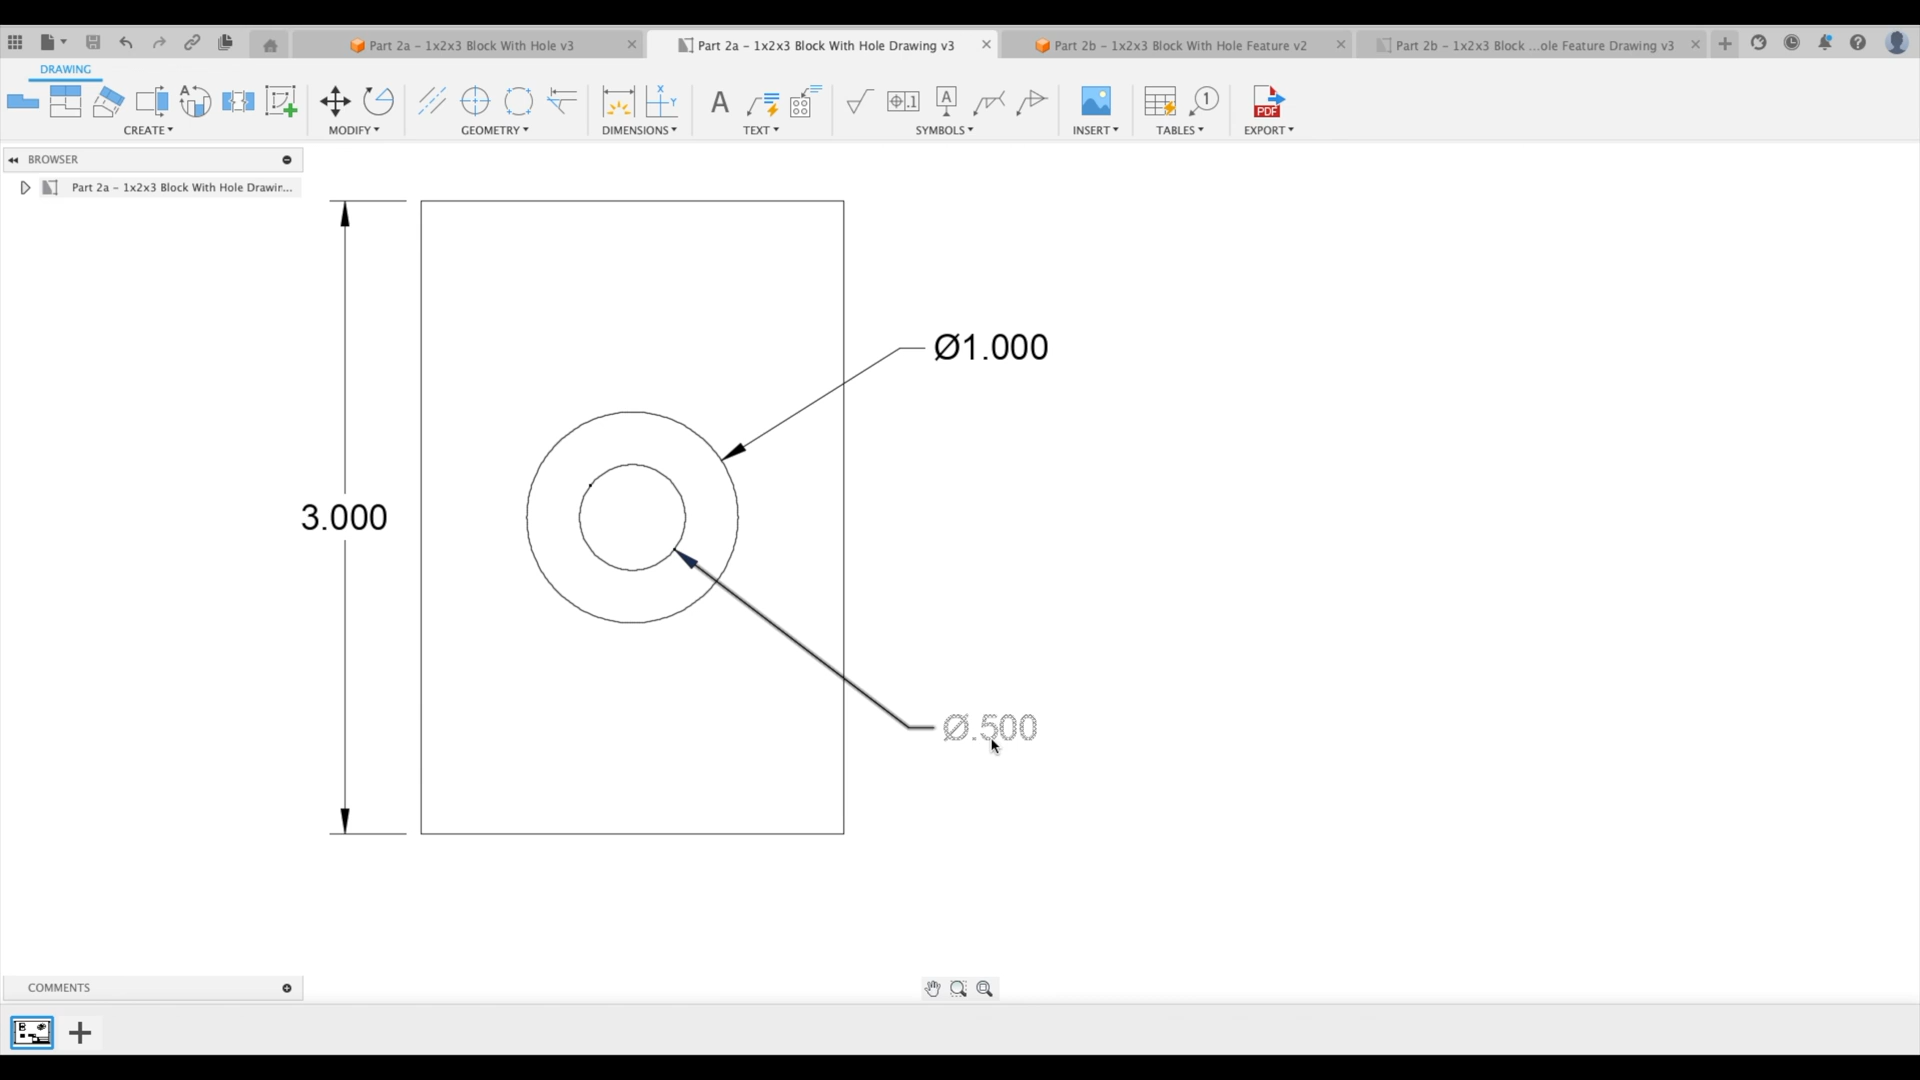 Part 2a – 1x2x3 Block With Hole v3
Part 2a – 1x2x3 Block With Hole Drawing v3
Part 2b – 1x2x3 Block With Hole Feature v2
Part 2b – 1x2x3 Block ...ole Feature Drawing v3
DRAWING
CREATE
MODIFY
GEOMETRY
DIMENSIONS
TEXT
SYMBOLS
INSERT
TABLES
PDF
EXPORT
BROWSER
Part 2a – 1x2x3 Block With Hole Drawin...
Ø1.000
3.000
Ø.500
COMMENTS